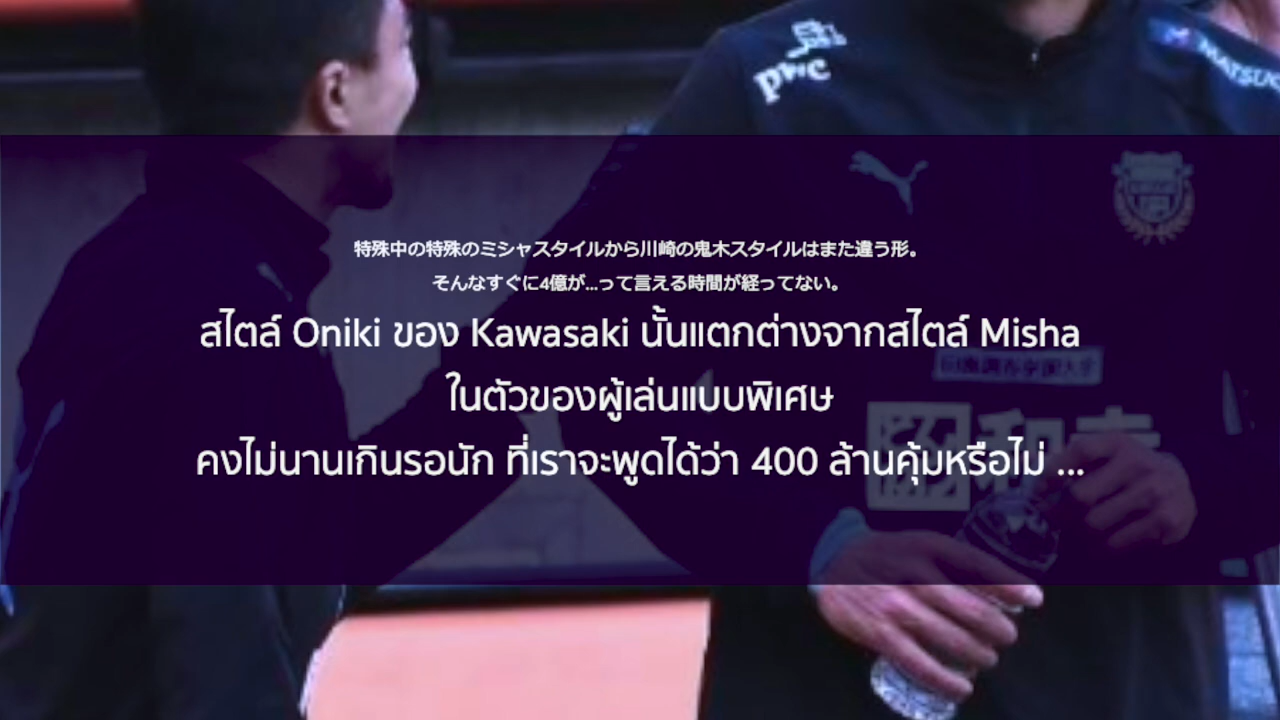 pwc
MATSUO
特殊中の特殊のミシャスタイルから川崎の鬼木スタイルはまた違う形。
そんなすぐに4億が...って言える時間が経ってない。
สไตล์ Oniki ของ Kawasaki นั้นแตกต่างจากสไตล์ Misha
ในตัวของผู้เล่นแบบพิเศษ
คงไม่นานเกินรอนัก ที่เราจะพูดได้ว่า 400 ล้านคุ้มหรือไม่ ...